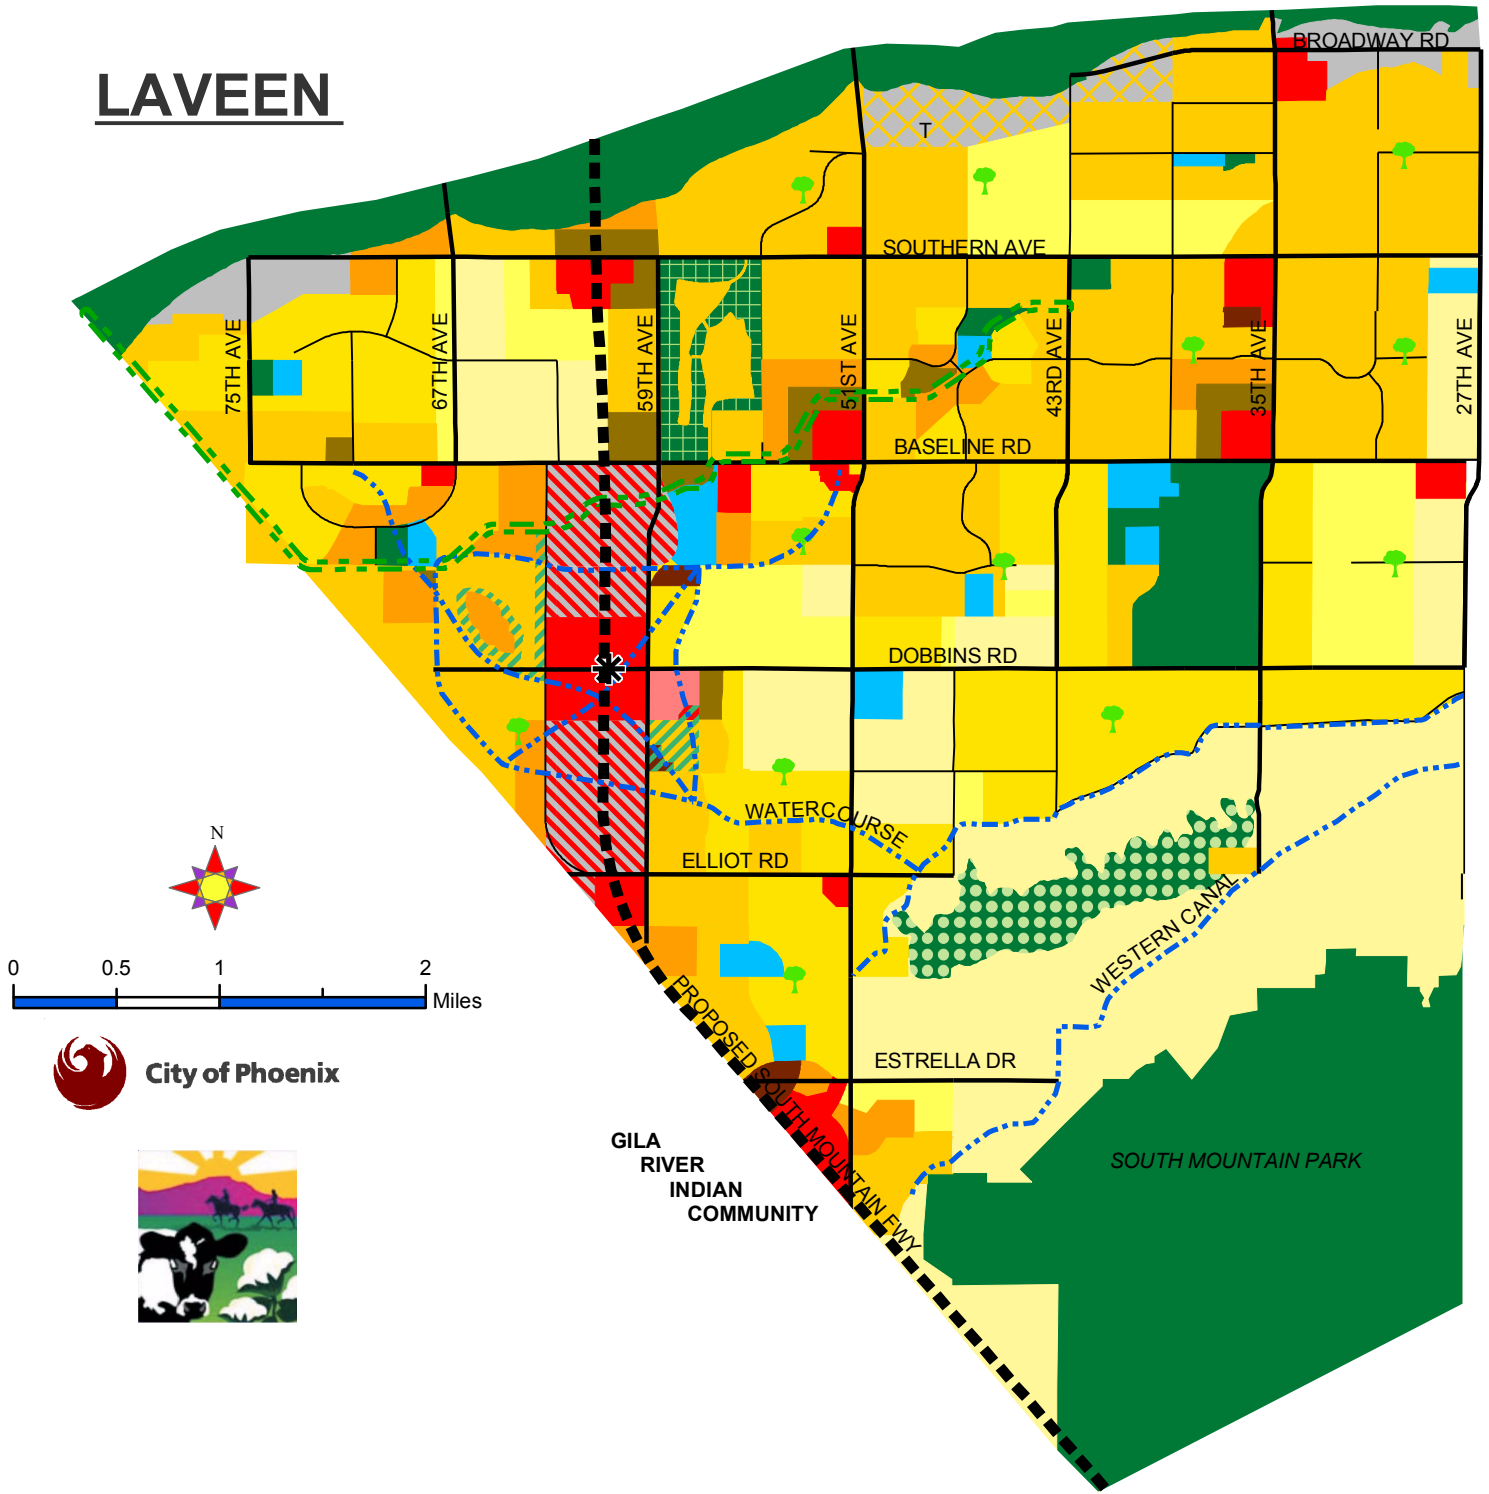 LAVEEN
BROADWAY RD
T
SOUTHERN AVE
75TH AVE
67TH AVE
59TH AVE
51ST AVE
43RD AVE
35TH AVE
27TH AVE
BASELINE RD
DOBBINS RD
WATERCOURSE
ELLIOT RD
N
WESTERN CANAL
0 0.5 1 2
Miles
PROPOSED SOUTH MOUNTAIN FWY
City of Phoenix
ESTRELLA DR
GILA
RIVER
INDIAN
COMMUNITY
SOUTH MOUNTAIN PARK